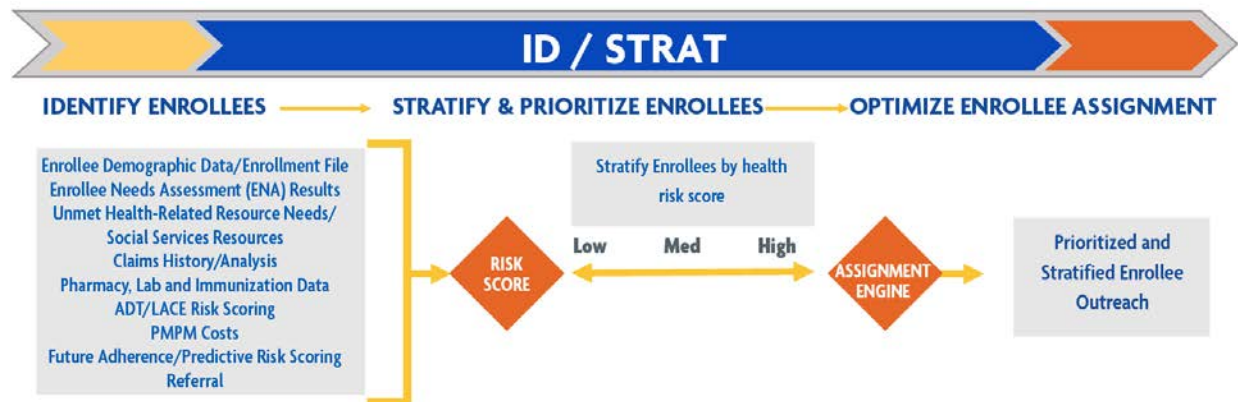 ID / STRAT
IDENTIFY ENROLLEES
STRATIFY & PRIORITIZE ENROLLEES
OPTIMIZE ENROLLEE ASSIGNMENT
Enrollee Demographic Data/Enrollment File
Enrollee Needs Assessment (ENA) Results
Unmet Health-Related Resource Needs/
Social Services Resources
Claims History/Analysis
Pharmacy, Lab and Immunization Data
ADT/LACE Risk Scoring
PMPM Costs
Future Adherence/Predictive Risk Scoring
Referral
RISK
SCORE
Stratify Enrollees by health
risk score
Low Med High
ASSIGNMENT
ENGINE
Prioritized and
Stratified Enrollee
Outreach